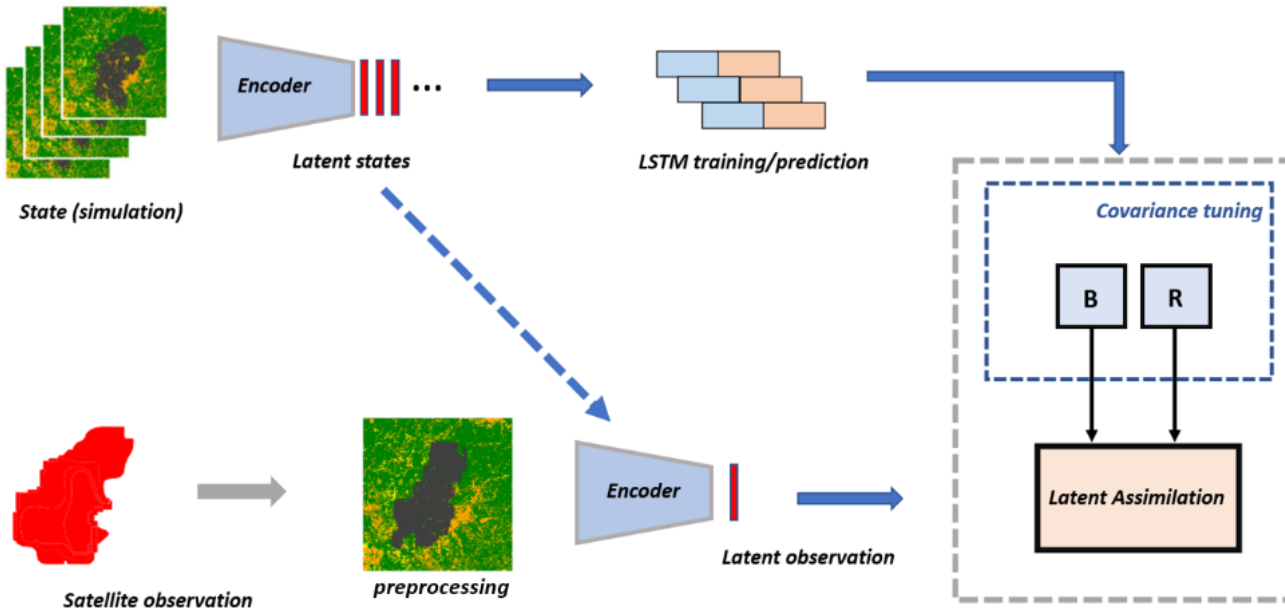 Encoder
...
Latent states
LSTM training/prediction
State (simulation)
Covariance tuning
B
R
Encoder
Latent Assimilation
Latent observation
preprocessing
Satellite observation